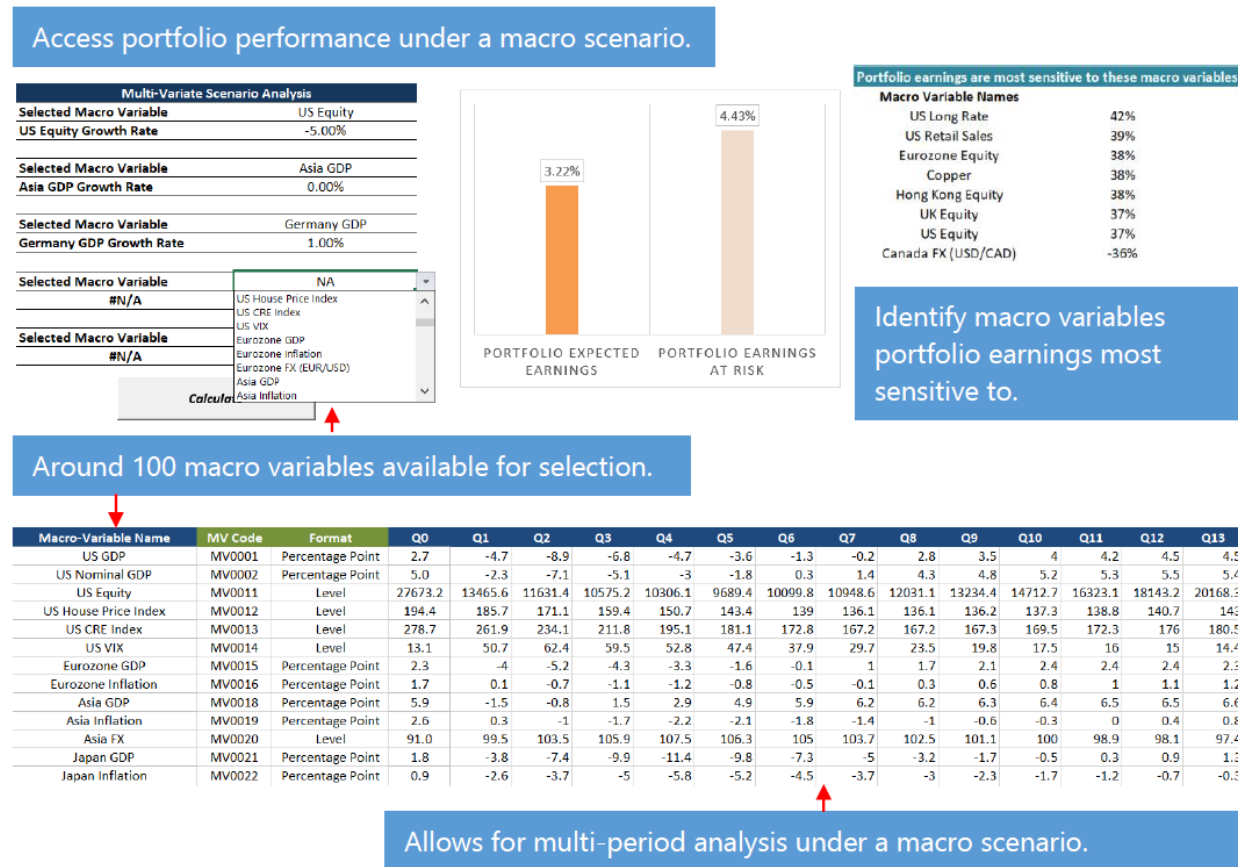 Access portfolio performance under a macro scenario.
Multi-Variate Scenario Analysis
Selected Macro Variable US Equity
US Equity Growth Rate -5.00%
Selected Macro Variable Asia GDP
Asia GDP Growth Rate 0.00%
Selected Macro Variable Germany GDP
Germany GDP Growth Rate 1.00%
Selected Macro Variable NA
#N/A
Selected Macro Variable
#N/A
US House Price Index
US CRE Index
US VIX
Eurozone GDP
Eurozone Inflation
Eurozone FX (EUR/USD)
Asia GDP
Asia Inflation
Calculat
3.22%
4.43%
PORTFOLIO EXPECTED EARNINGS
PORTFOLIO EARNINGS AT RISK
Portfolio earnings are most sensitive to these macro variables
Macro Variable Names
US Long Rate 42%
US Retail Sales 39%
Eurozone Equity 38%
Copper 38%
Hong Kong Equity 38%
UK Equity 37%
US Equity 37%
Canada FX (USD/CAD) -36%
Identify macro variables
portfolio earnings most
sensitive to.
Around 100 macro variables available for selection.
Macro-Variable Name MV Code Format Q0 Q1 Q2 Q3 Q4 Q5 Q6 Q7 Q8 Q9 Q10 Q11 Q12 Q13
US GDP MV0001 Percentage Point 2.7 -4.7 -8.9 -6.8 -4.7 -3.6 -1.3 -0.2 2.8 3.5 4 4.2 4.5 4.5
US Nominal GDP MV0002 Percentage Point 5.0 -2.3 -7.1 -5.1 -3 -1.8 0.3 1.4 4.3 4.8 5.2 5.3 5.5 5.4
US Equity MV0011 Level 27673.2 13465.6 11631.4 10575.2 10306.1 9689.4 10099.8 10948.6 12031.1 13234.4 14712.7 16323.1 18143.2 20168.3
US House Price Index MV0012 Level 194.4 185.7 171.1 159.4 150.7 143.4 139 136.1 136.1 136.2 137.3 138.8 140.7 143
US CRE Index MV0013 Level 278.7 261.9 234.1 211.8 195.1 181.1 172.8 167.2 167.2 167.3 169.5 172.3 176 180.5
US VIX MV0014 Level 13.1 50.7 62.4 59.5 52.8 47.4 37.9 29.7 23.5 19.8 17.5 16 15 14.4
Eurozone GDP MV0015 Percentage Point 2.3 -4 -5.2 -4.3 -3.3 -1.6 -0.1 1 1.7 2.1 2.4 2.4 2.4 2.3
Eurozone Inflation MV0016 Percentage Point 1.7 0.1 -0.7 -1.1 -1.2 -0.8 -0.5 -0.1 0.3 0.6 0.8 1 1.1 1.2
Asia GDP MV0018 Percentage Point 5.9 -1.5 -0.8 1.5 2.9 4.9 5.9 6.2 6.2 6.3 6.4 6.5 6.5 6.6
Asia Inflation MV0019 Percentage Point 2.6 0.3 -1 -1.7 -2.2 -2.1 -1.8 -1.4 -1 -0.6 -0.3 0 0.4 0.8
Asia FX MV0020 Level 91.0 99.5 103.5 105.9 107.5 106.3 105 103.7 102.5 101.1 100 98.9 98.1 97.4
Japan GDP MV0021 Percentage Point 1.8 -3.8 -7.4 -9.9 -11.4 -9.8 -7.3 -5 -3.2 -1.7 -0.5 0.3 0.9 1.3
Japan Inflation MV0022 Percentage Point 0.9 -2.6 -3.7 -5 -5.8 -5.2 -4.5 -3.7 -3 -2.3 -1.7 -1.2 -0.7 -0.3
Allows for multi-period analysis under a macro scenario.